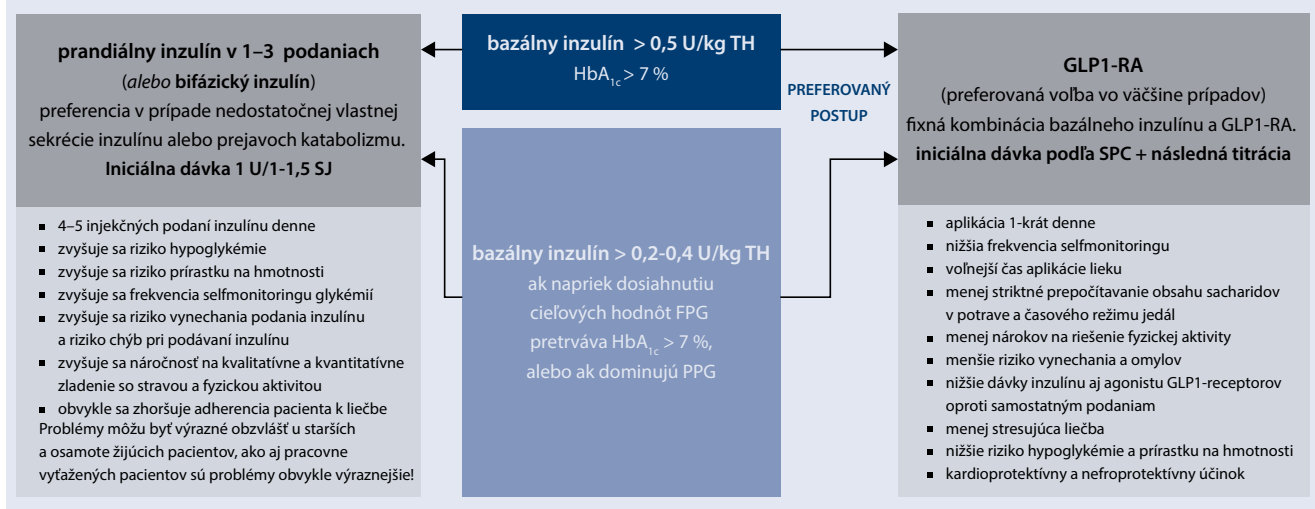 prandiálny inzulín v 1–3 podaniach
(alebo bifázický inzulín)
preferencia v prípade nedostatočnej vlastnej
sekrécie inzulínu alebo prejavoch katabolizmu.
Iniciálna dávka 1 U/1-1,5 SJ
4–5 injekčných podaní inzulínu denne
zvyšuje sa riziko hypoglykémie
zvyšuje sa riziko prírastku na hmotnosti
zvyšuje sa frekvencia selfmonitoringu glykémií
zvyšuje sa riziko vynechania podania inzulínu
a riziko chýb pri podávaní inzulínu
zvyšuje sa náročnosť na kvalitatívne a kvantitatívne
zladenie so stravou a fyzickou aktivitou
obvykle sa zhoršuje adherencia pacienta k liečbe
Problémy môžu byť výrazné obzvlášť u starších
a osamote žijúcich pacientov, ako aj pracovne
vyťažených pacientov sú problémy obvykle výraznejšie!
bazálny inzulín > 0,5 U/kg TH
HbA1c > 7 %
PREFEROVANÝ
POSTUP
bazálny inzulín > 0,2-0,4 U/kg TH
ak napriek dosiahnutiu
cieľových hodnôt FPG
pretrváva HbA1c > 7 %,
alebo ak dominujú PPG
GLP1-RA
(preferovaná voľba vo väčšine prípadov)
fixná kombinácia bazálneho inzulínu a GLP1-RA.
iniciálna dávka podľa SPC + následná titrácia
aplikácia 1-krát denne
nižšia frekvencia selfmonitoringu
voľnejší čas aplikácie lieku
menej striktné prepočítavanie obsahu sacharidov
v potrave a časového režimu jedál
menej nárokov na riešenie fyzickej aktivity
menšie riziko vynechania a omylov
nižšie dávky inzulínu aj agonistu GLP1-receptorov
oproti samostatným podaniam
menej stresujúca liečba
nižšie riziko hypoglykémie a prírastku na hmotnosti
kardioprotektívny a nefroprotektívny účinok